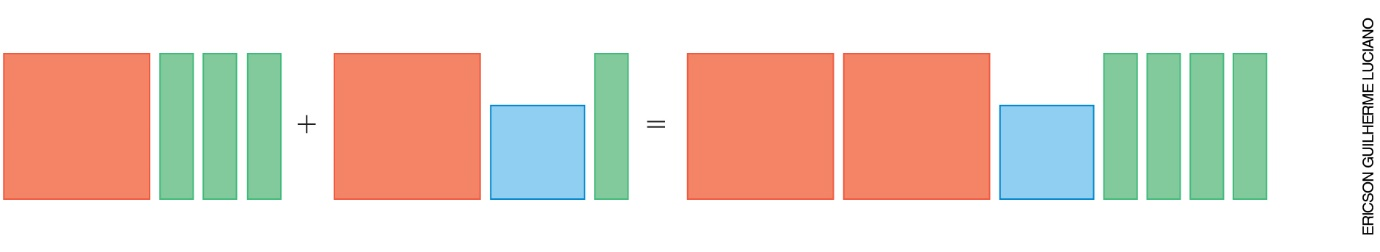 +
=
ERICSON GUILHERME LUCIANO